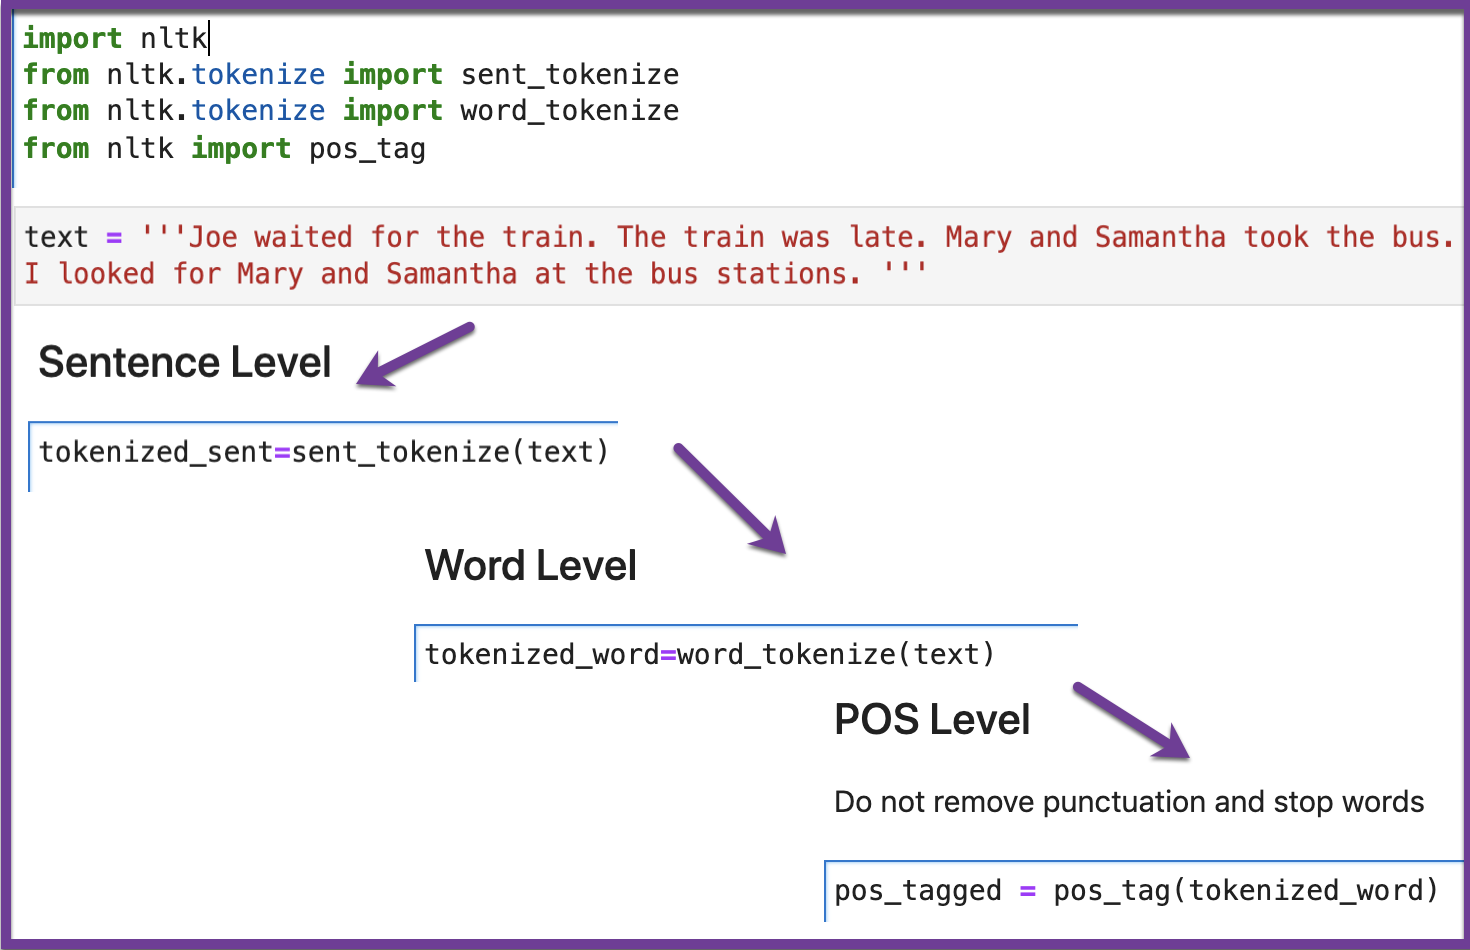 import nltk
from nltk.tokenize import sent_tokenize
from nltk.tokenize import word_tokenize
from nltk import pos_tag
text = '''Joe waited for the train. The train was late. Mary and Samantha took the bus.
I looked for Mary and Samantha at the bus stations. '''
Sentence Level
tokenized_sent=sent_tokenize(text)
Word Level
tokenized_word=word_tokenize(text)
POS Level
Do not remove punctuation and stop words
pos_tagged = pos_tag(tokenized_word)